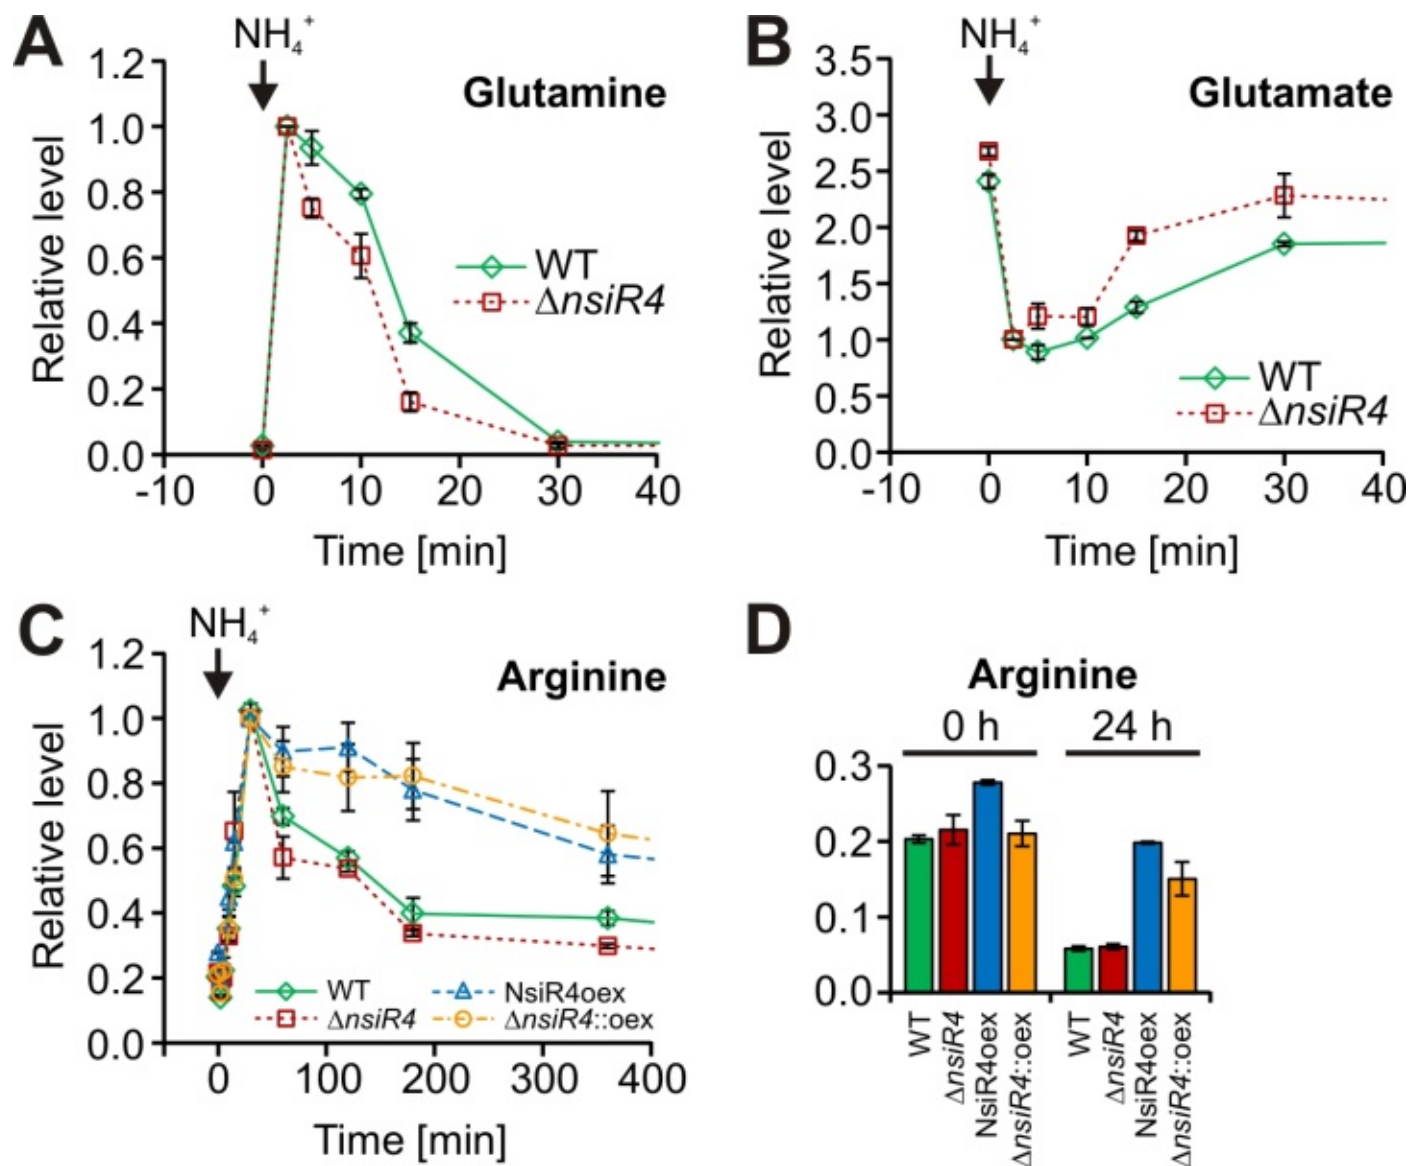 A
NH₄⁺
Glutamine
1.2
1.0
0.8
0.6
0.4
0.2
0.0
Relative level
WT
ΔnsiR4
-10 0 10 20 30 40
Time [min]
B
NH₄⁺
Glutamate
3.5
3.0
2.5
2.0
1.5
1.0
0.5
0.0
Relative level
WT
ΔnsiR4
-10 0 10 20 30 40
Time [min]
C
NH₄⁺
Arginine
1.2
1.0
0.8
0.6
0.4
0.2
0.0
Relative level
WT
ΔnsiR4
NsiR4oex
ΔnsiR4::oex
0 100 200 300 400
Time [min]
D
Arginine
0 h 24 h
0.3
0.2
0.1
0.0
WT
ΔnsiR4
NsiR4oex
ΔnsiR4::oex
WT
ΔnsiR4
NsiR4oex
ΔnsiR4::oex